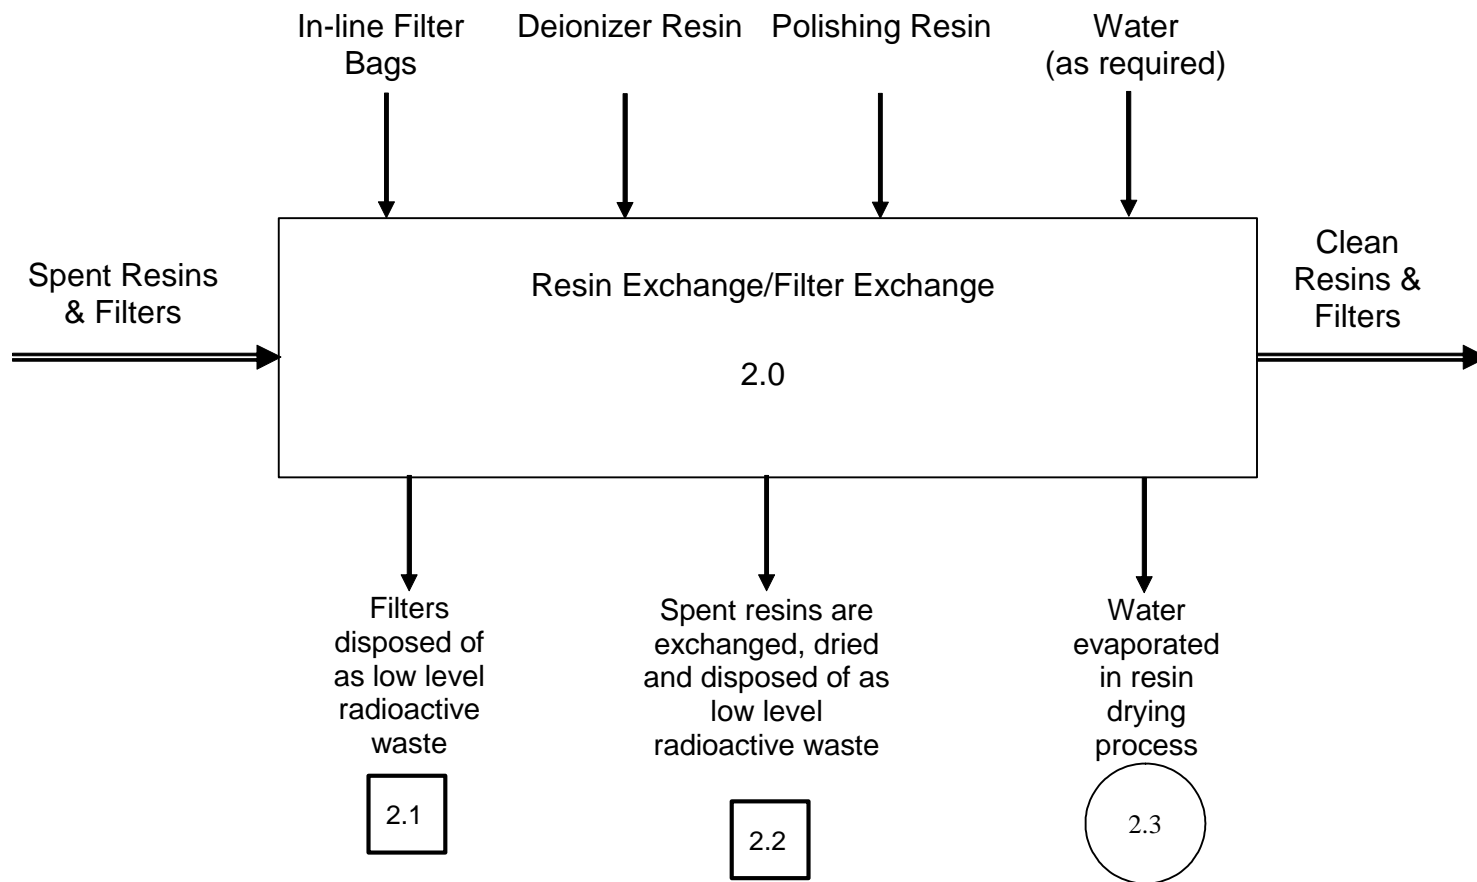 In-line Filter
Bags
Deionizer Resin
Polishing Resin
Water
(as required)
Spent Resins
& Filters
Resin Exchange/Filter Exchange
2.0
Clean
Resins &
Filters
Filters
disposed of
as low level
radioactive
waste
2.1
Spent resins are
exchanged, dried
and disposed of as
low level
radioactive waste
2.2
Water
evaporated
in resin
drying
process
2.3